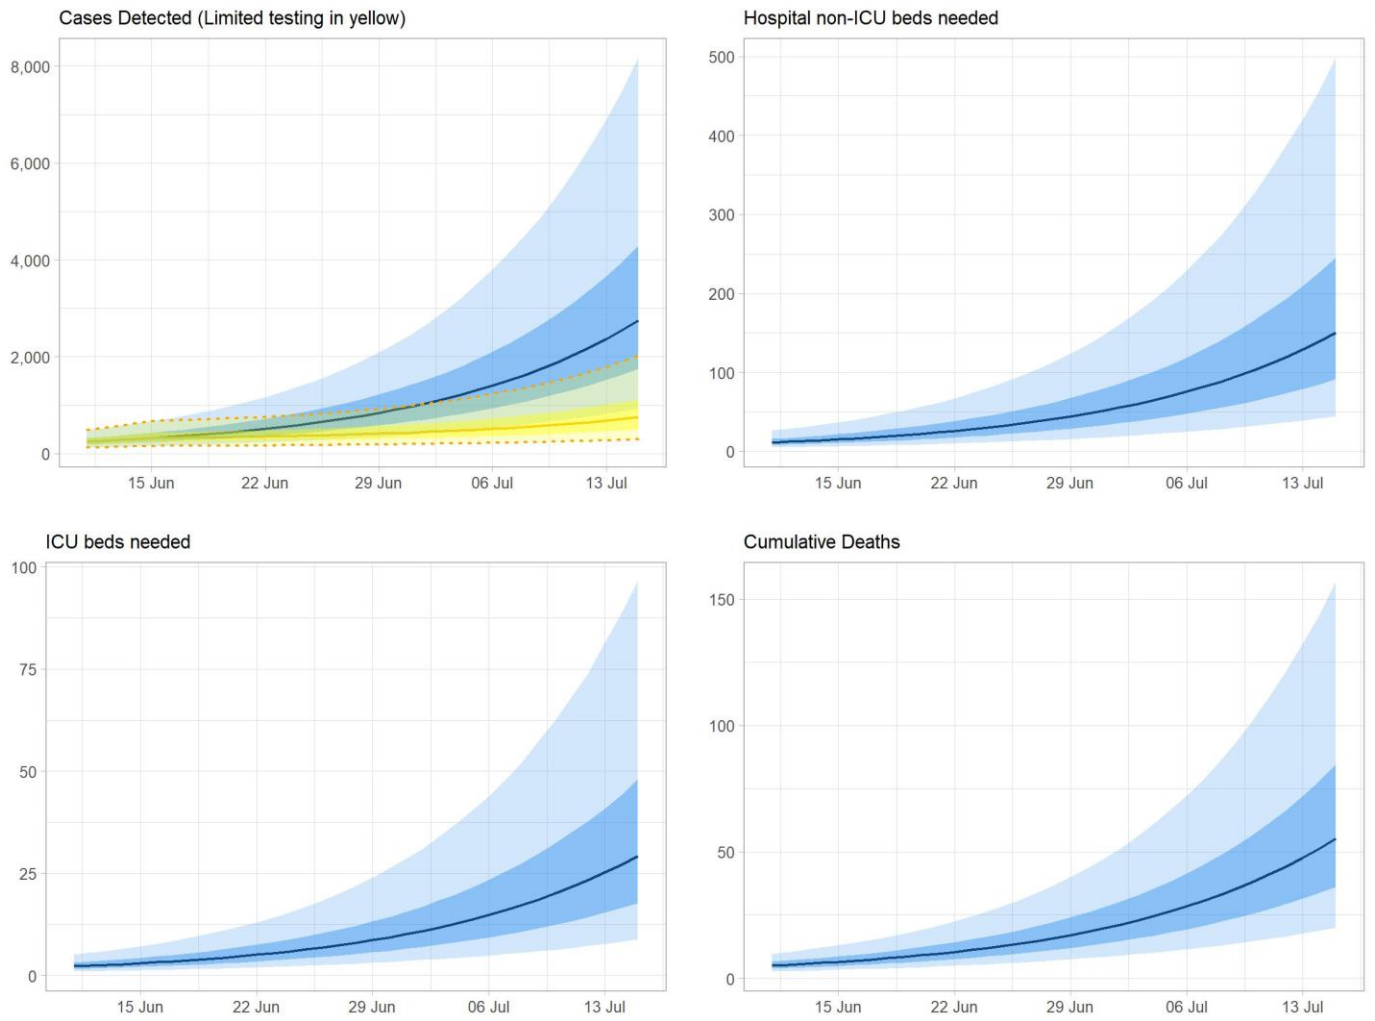 Cases Detected (Limited testing in yellow)
8,000
6,000
4,000
2,000
0
15 Jun 22 Jun 29 Jun 06 Jul 13 Jul
Hospital non-ICU beds needed
500
400
300
200
100
0
15 Jun 22 Jun 29 Jun 06 Jul 13 Jul
ICU beds needed
100
75
50
25
0
15 Jun 22 Jun 29 Jun 06 Jul 13 Jul
Cumulative Deaths
150
100
50
0
15 Jun 22 Jun 29 Jun 06 Jul 13 Jul